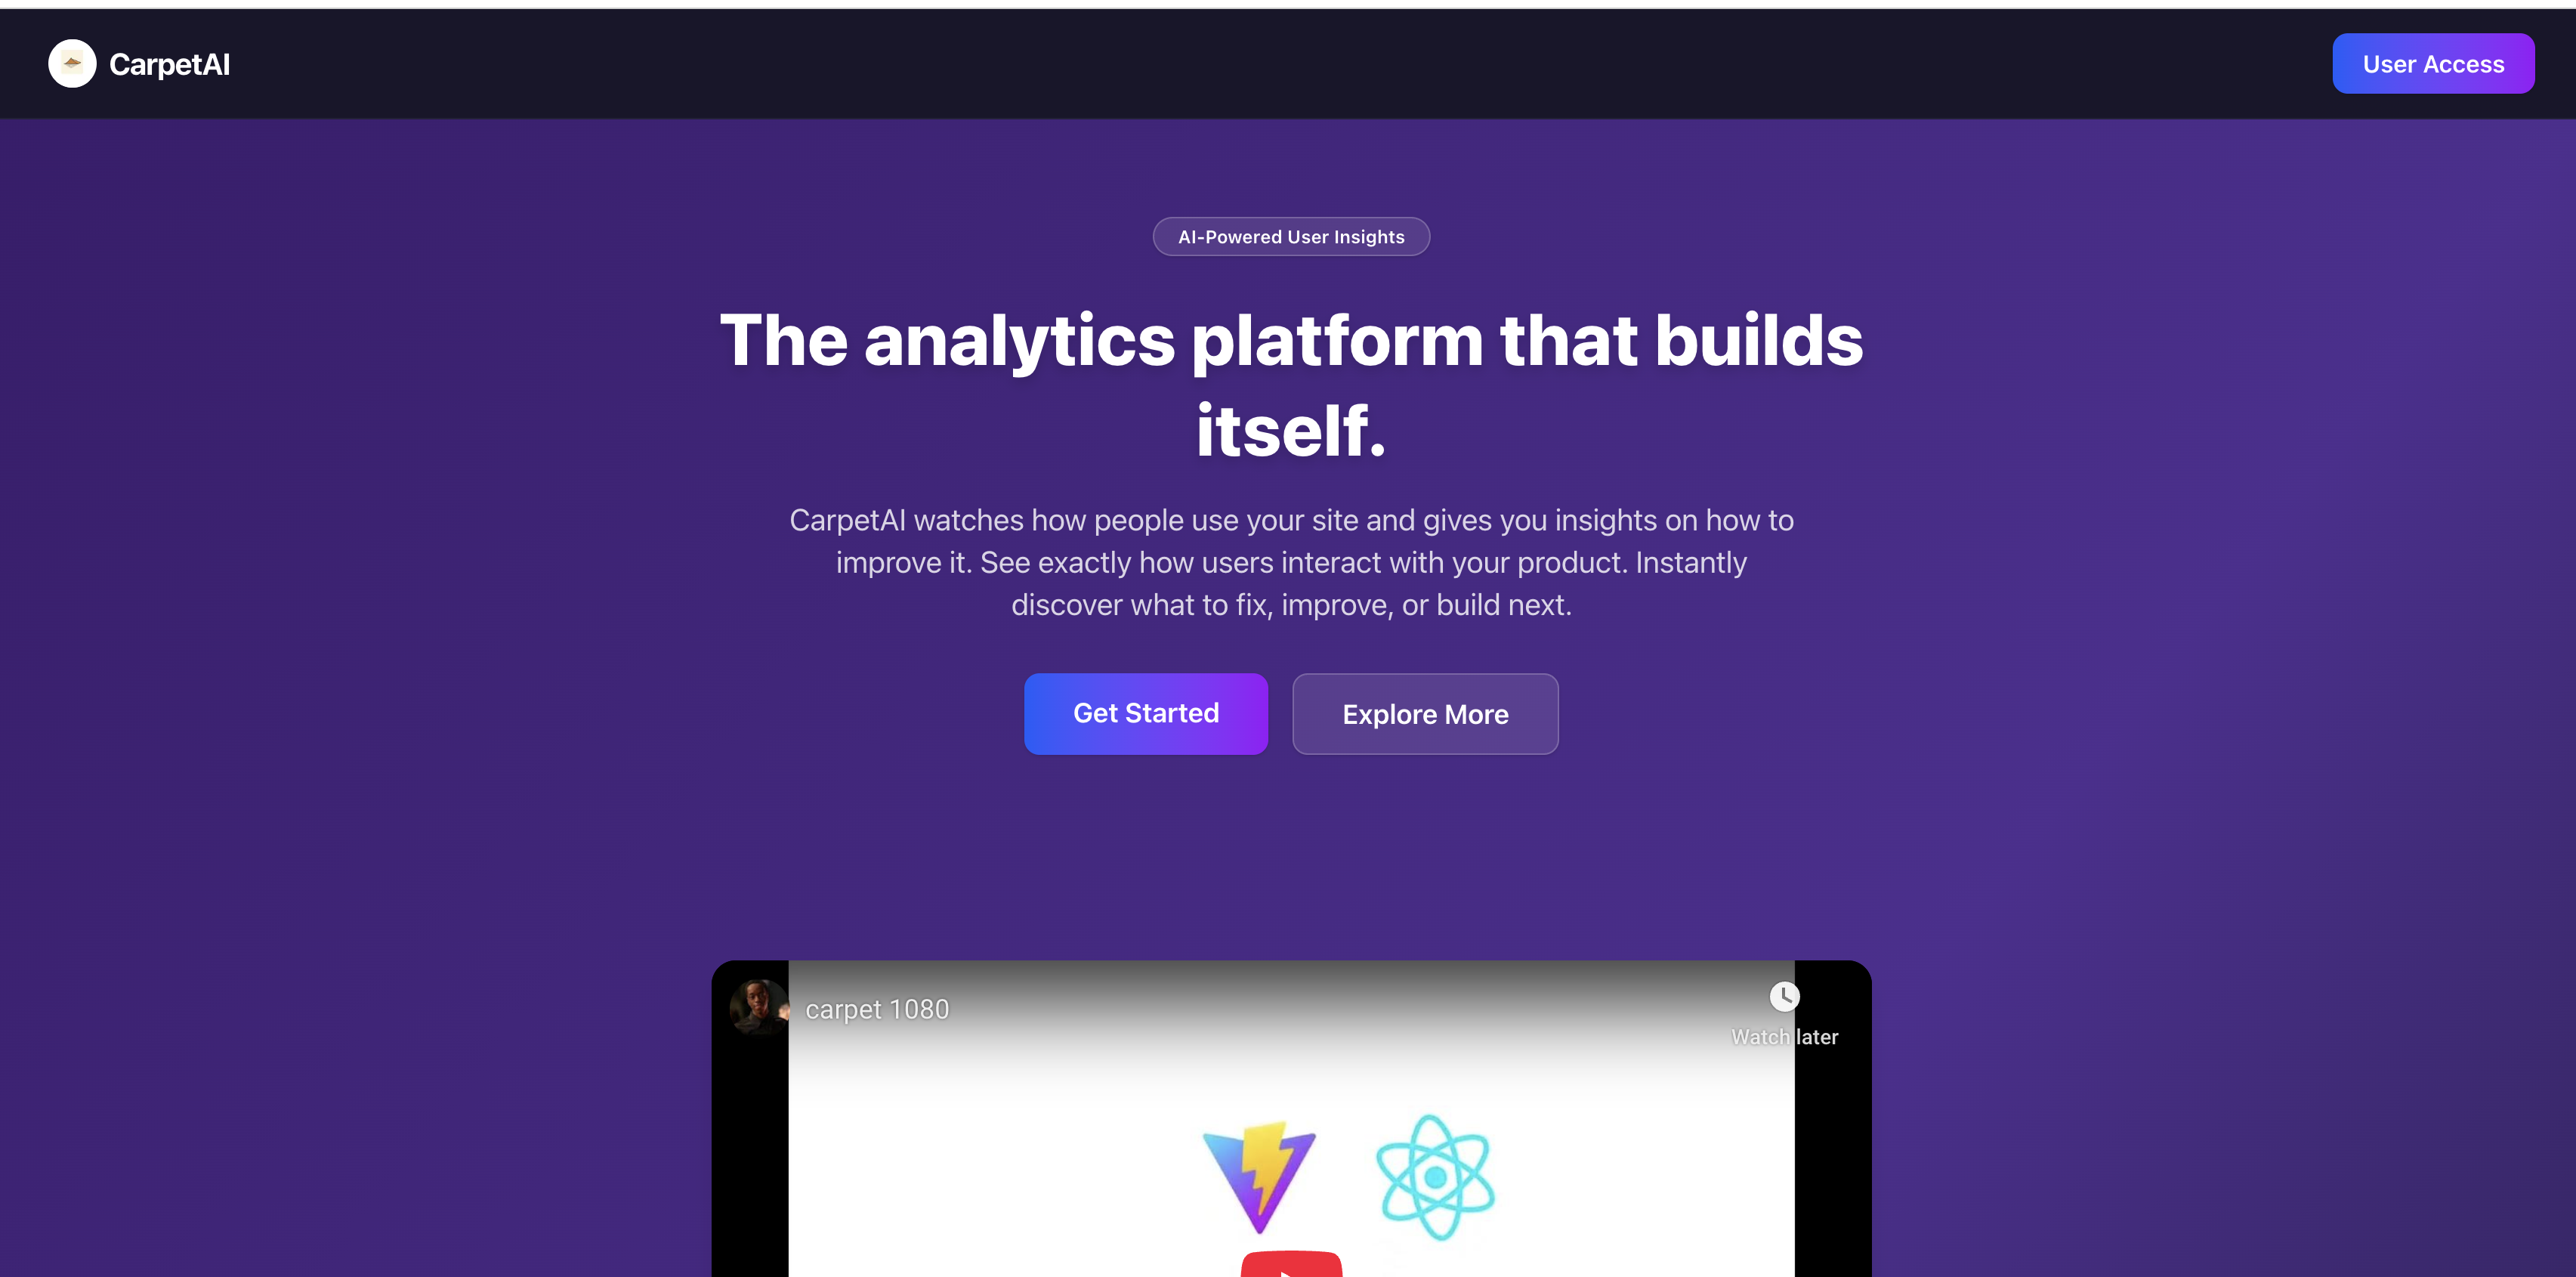 CarpetAI
User Access
AI-Powered User Insights
The analytics platform that builds
itself.
CarpetAI watches how people use your site and gives you insights on how to
improve it. See exactly how users interact with your product. Instantly
discover what to fix, improve, or build next.
Get Started
Explore More
carpet 1080
Watch later